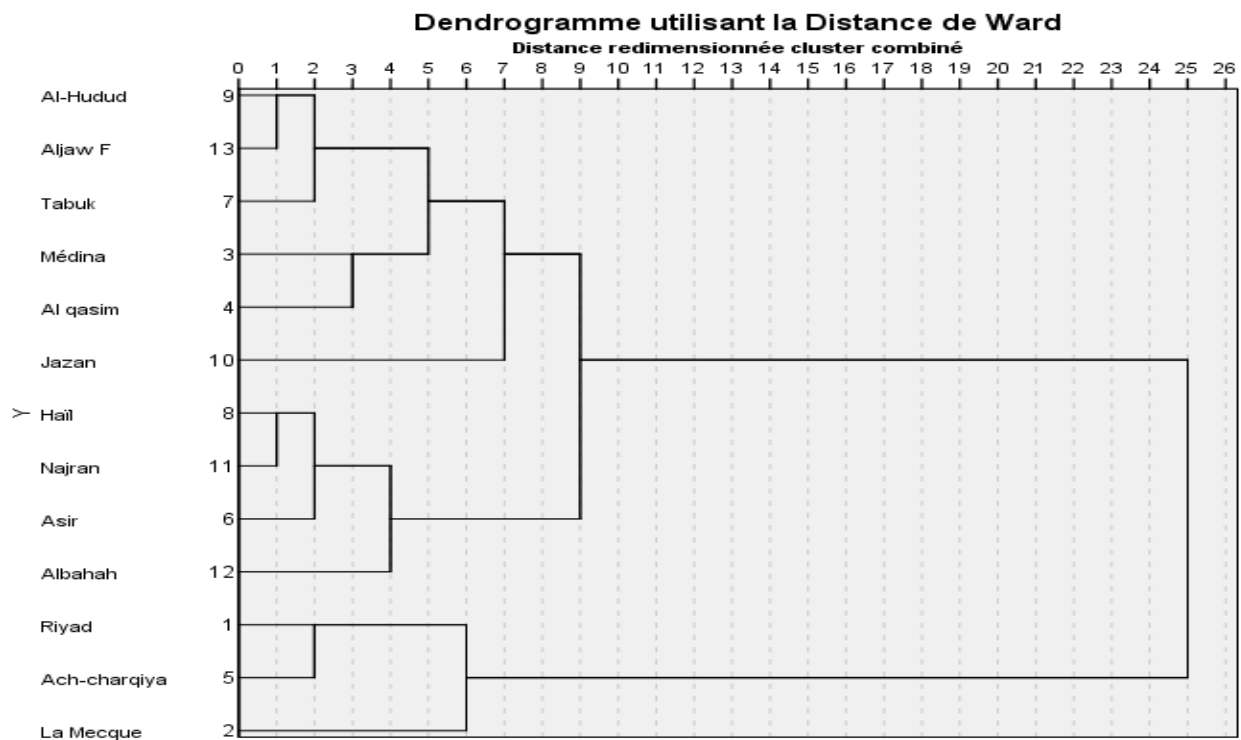 Dendrogramme utilisant la Distance de Ward
Distance redimensionnée cluster combiné
0 1 2 3 4 5 6 7 8 9 10 11 12 13 14 15 16 17 18 19 20 21 22 23 24 25 26
Al-Hudud 9
Aljaw F 13
Tabuk 7
Médina 3
Al qasim 4
Jazan 10
Y
Haïl 8
Najran 11
Asir 6
Albahah 12
Riyad 1
Ach-charqiya 5
La Mecque 2